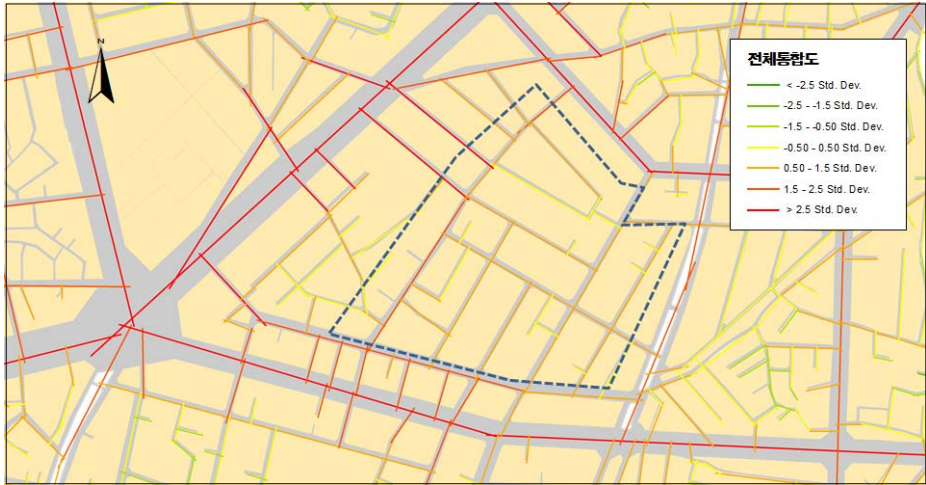 N
전체통합도
< -2.5 Std. Dev.
-2.5 - -1.5 Std. Dev.
-1.5 - -0.50 Std. Dev.
-0.50 - 0.50 Std. Dev.
0.50 - 1.5 Std. Dev.
1.5 - 2.5 Std. Dev.
> 2.5 Std. Dev.